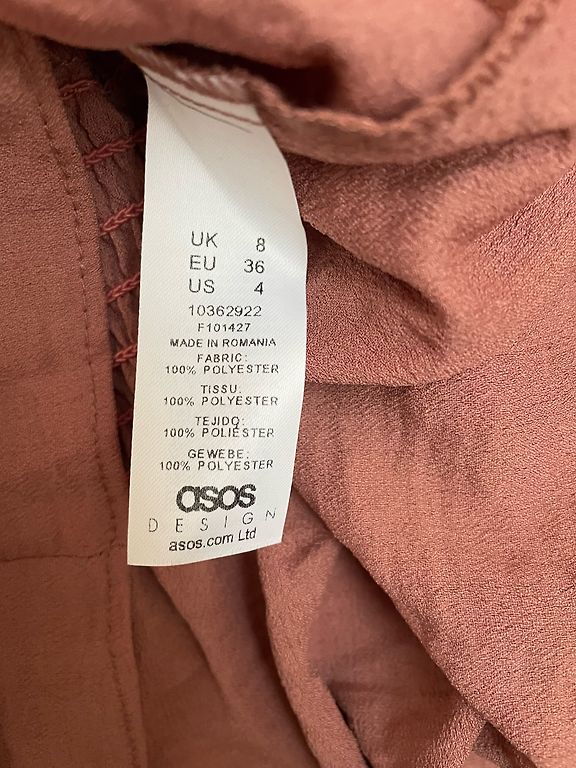 UK 8
EU 36
US 4
10362922
F101427
MADE IN ROMANIA
FABRIC:
100% POLYESTER
TISSU:
100% POLYESTER
TEJIDO:
100% POLIÉSTER
GEWEBE:
100% POLYESTER
asos
DESIGN
asos.com Ltd